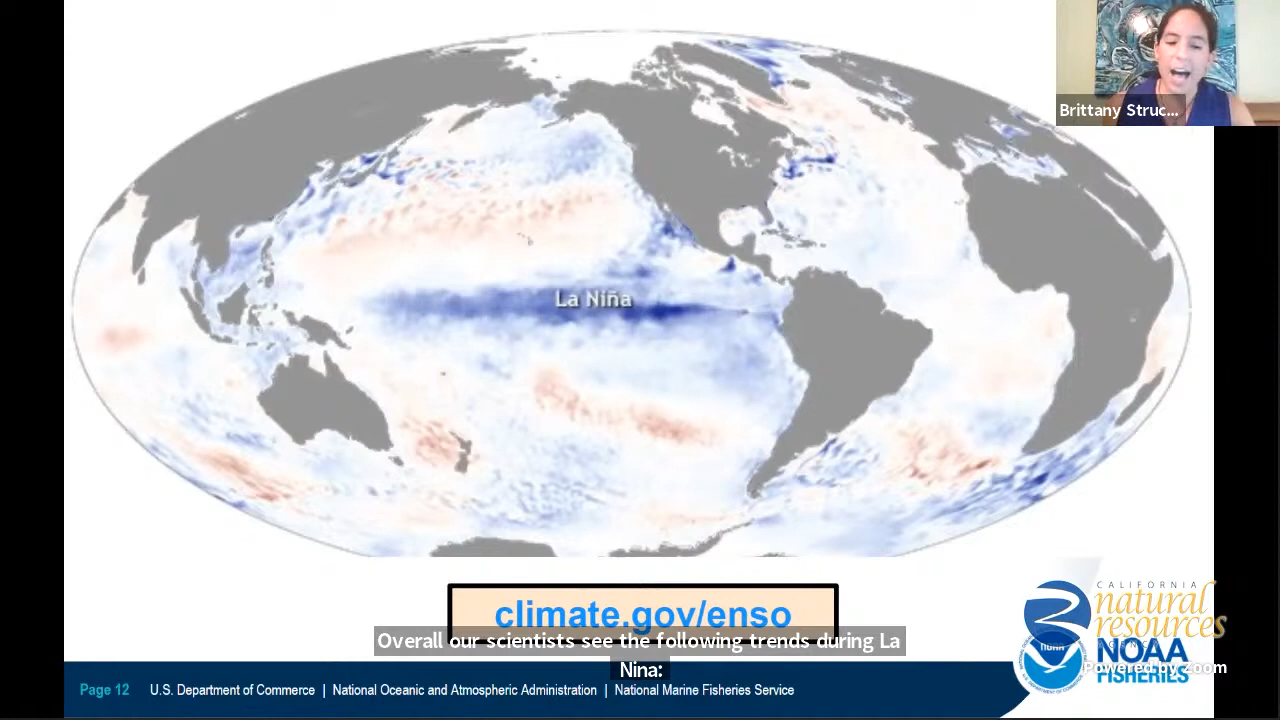 Brittany Struc...
La Niña
climate.gov/enso
Overall our scientists see the following trends during La
Nina:
CALIFORNIA
natural
resources
NOAA
FISHERIES
Powered by Zoom
Page 12 U.S. Department of Commerce | National Oceanic and Atmospheric Administration | National Marine Fisheries Service